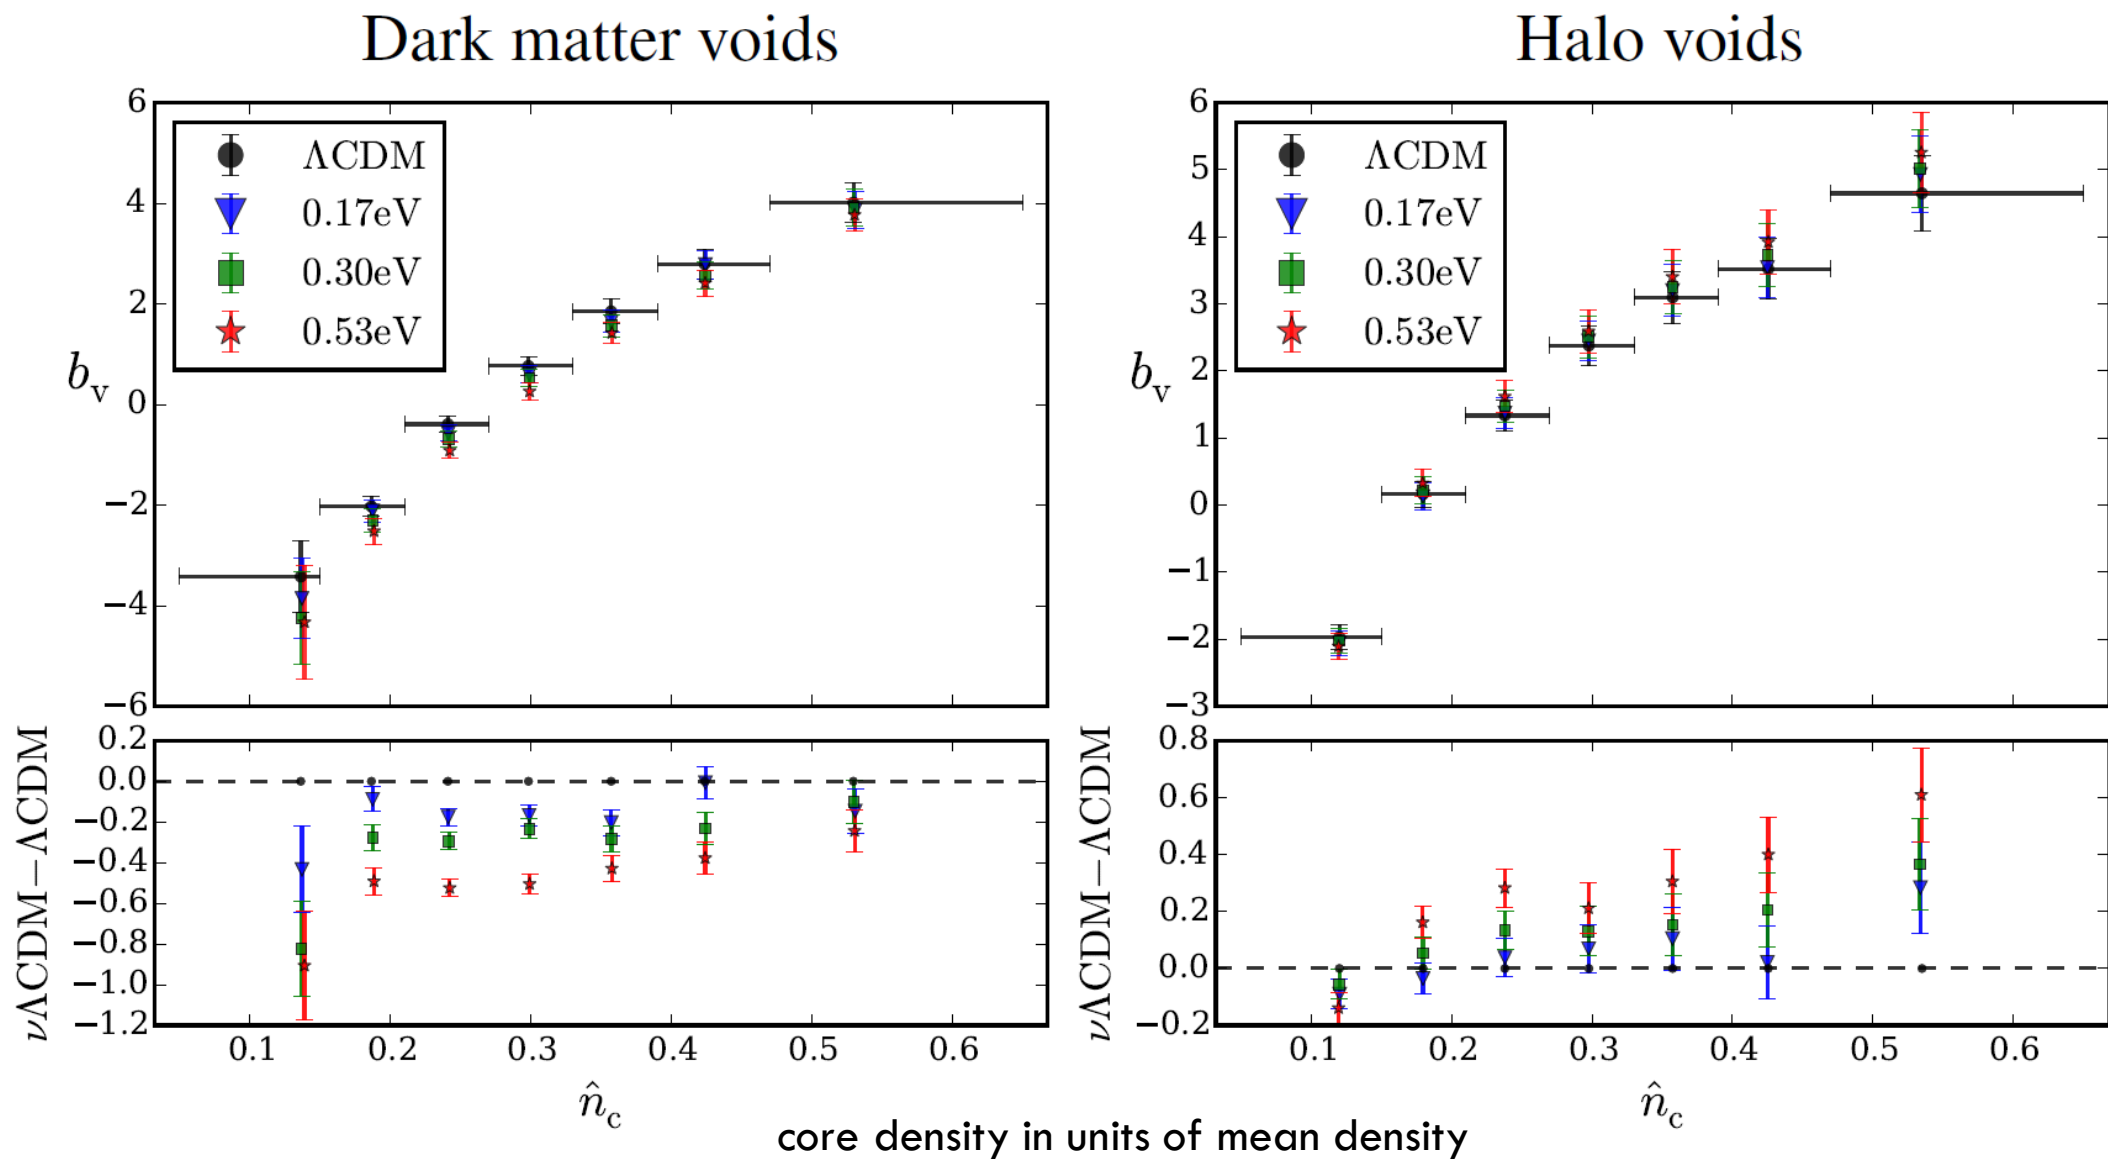 Dark matter voids
Halo voids
6
4
2
0
−2
−4
−6
b_v
ΛCDM
0.17eV
0.30eV
0.53eV
6
5
4
3
2
1
0
−1
−2
−3
b_v
ΛCDM
0.17eV
0.30eV
0.53eV
0.2
0.0
−0.2
−0.4
−0.6
−0.8
−1.0
−1.2
νΛCDM−ΛCDM
0.1 0.2 0.3 0.4 0.5 0.6
n̂_c
0.8
0.6
0.4
0.2
0.0
−0.2
νΛCDM−ΛCDM
0.1 0.2 0.3 0.4 0.5 0.6
n̂_c
core density in units of mean density